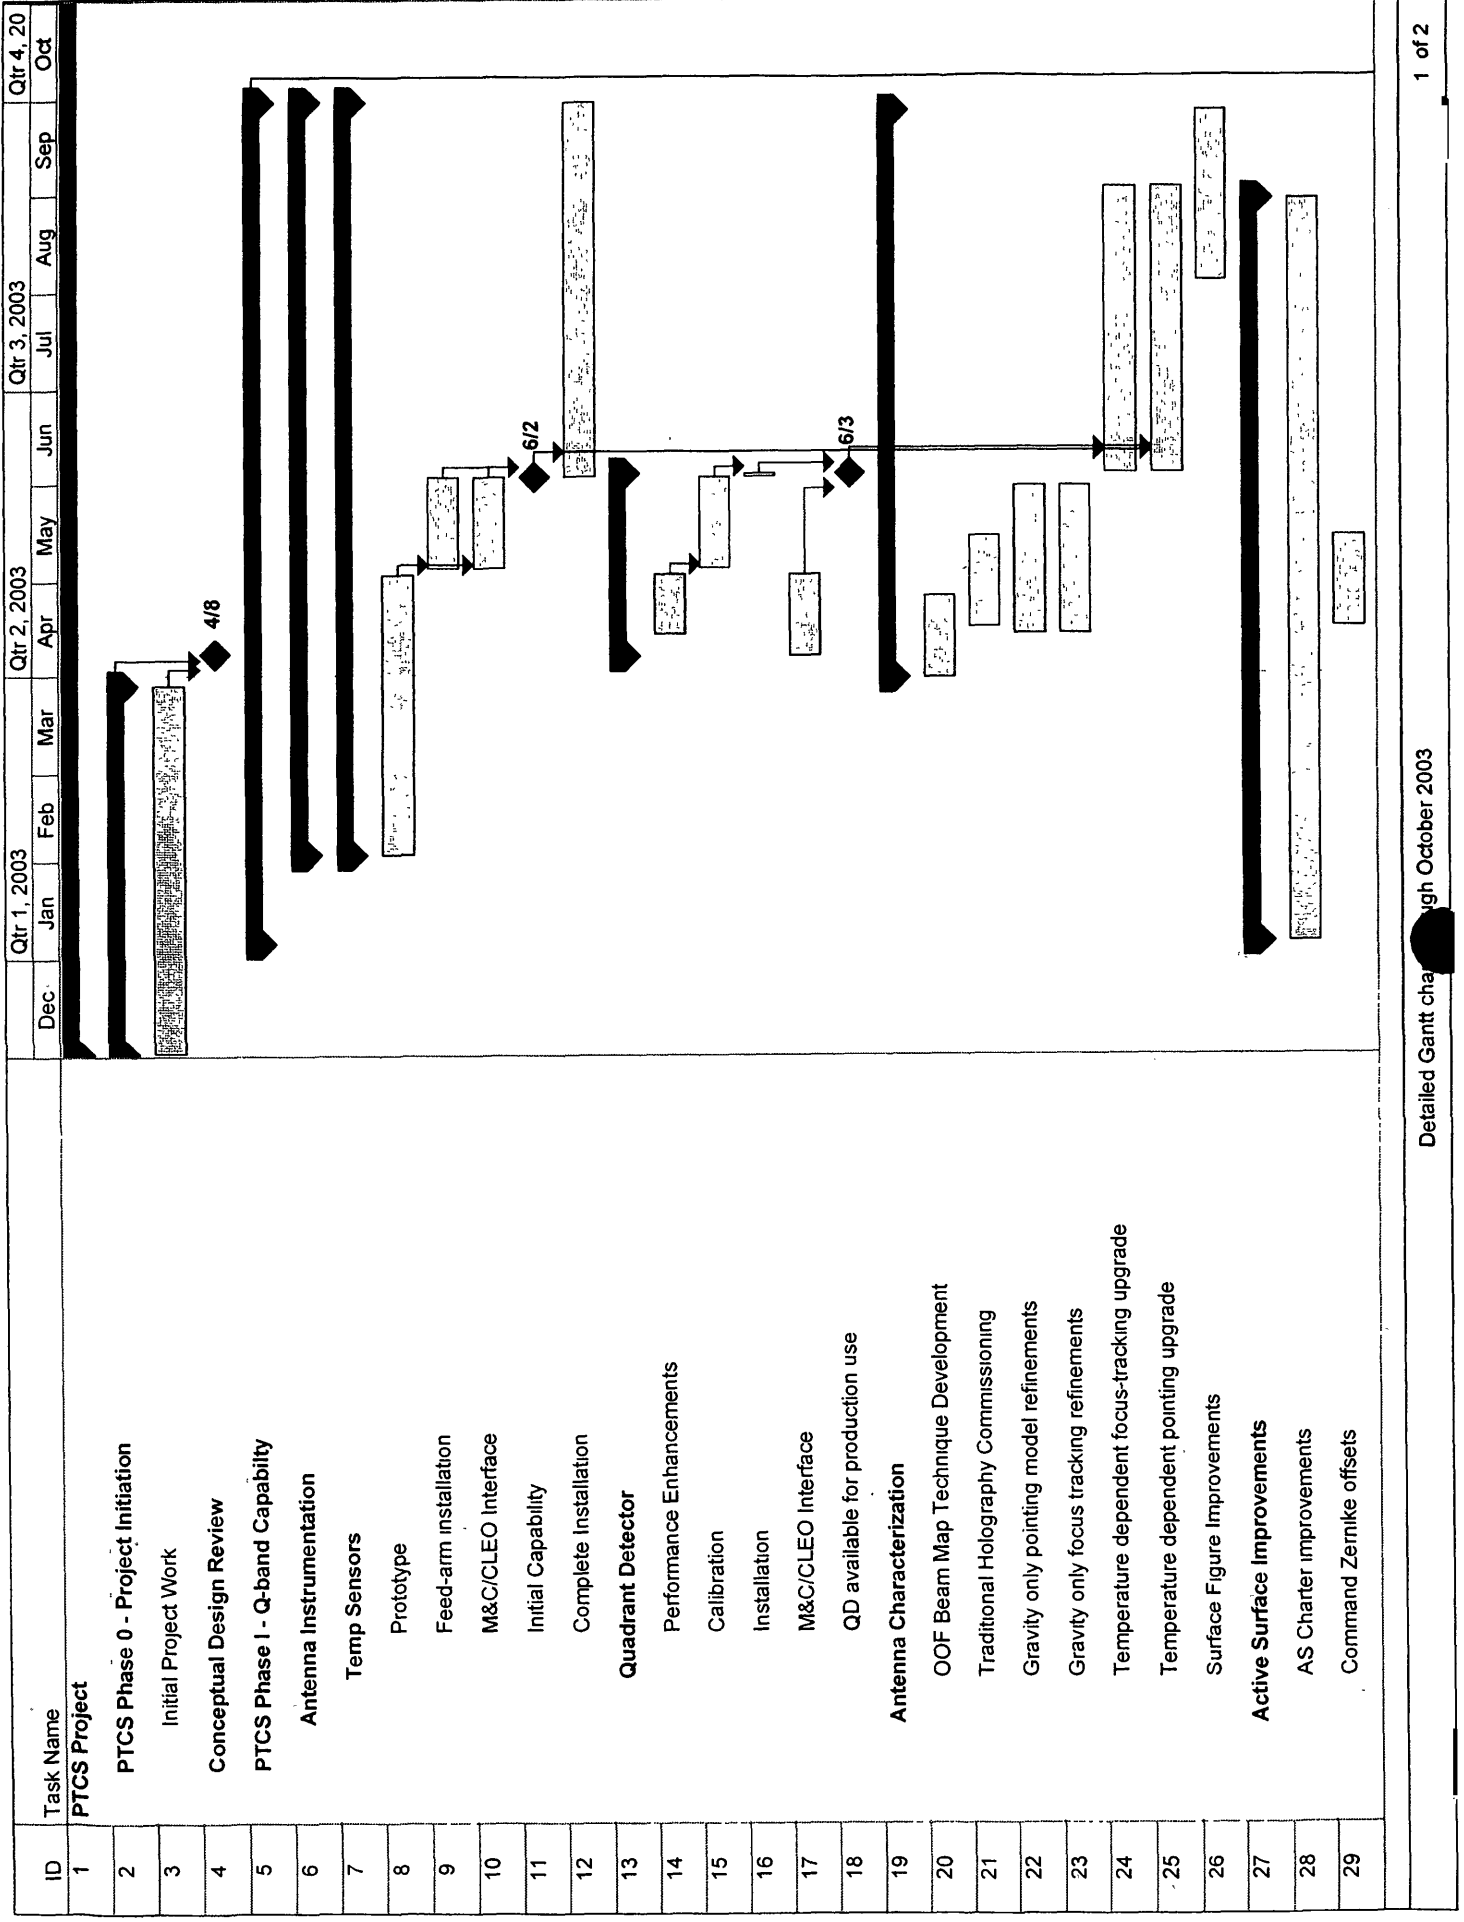 ID Task Name Qtr 1, 2003 Qtr 2, 2003 Qtr 3, 2003 Qtr 4, 20
Dec Jan Feb Mar Apr May Jun Jul Aug Sep Oct
1 PTCS Project
2 PTCS Phase 0 - Project Initiation
3 Initial Project Work
4 Conceptual Design Review 4/8
5 PTCS Phase I - Q-band Capabilty
6 Antenna Instrumentation
7 Temp Sensors
8 Prototype
9 Feed-arm installation
10 M&C/CLEO Interface
11 Initial Capability 6/2
12 Complete Installation
13 Quadrant Detector
14 Performance Enhancements
15 Calibration
16 Installation
17 M&C/CLEO Interface
18 QD available for production use 6/3
19 Antenna Characterization
20 OOF Beam Map Technique Development
21 Traditional Holography Commissioning
22 Gravity only pointing model refinements
23 Gravity only focus tracking refinements
24 Temperature dependent focus-tracking upgrade
25 Temperature dependent pointing upgrade
26 Surface Figure Improvements
27 Active Surface Improvements
28 AS Charter improvements
29 Command Zernike offsets
Detailed Gantt cha ugh October 2003 1 of 2